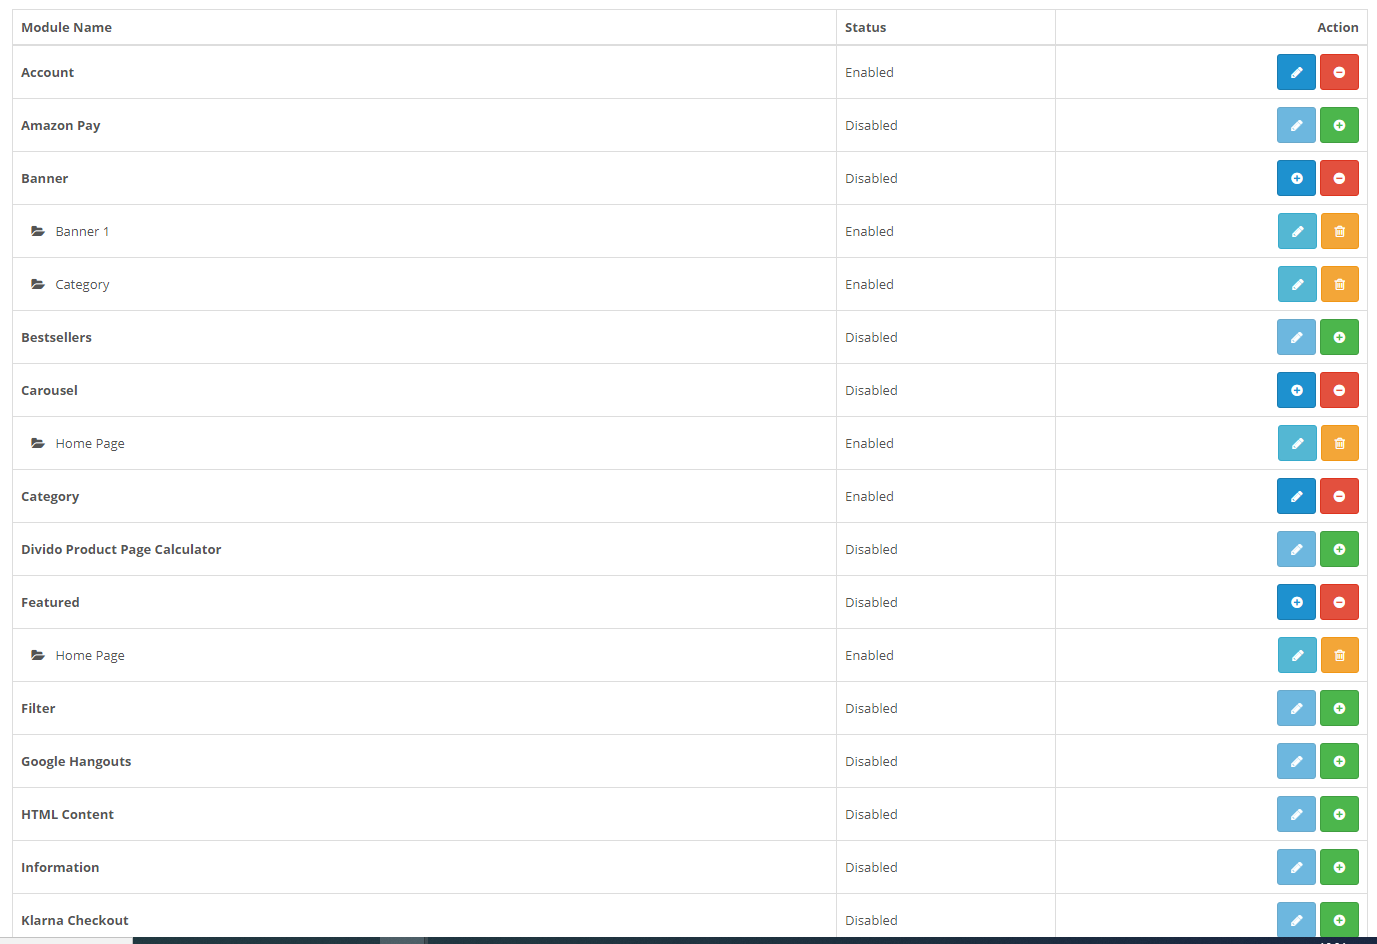 Module Name Status Action
Account Enabled
Amazon Pay Disabled
Banner Disabled
Banner 1 Enabled
Category Enabled
Bestsellers Disabled
Carousel Disabled
Home Page Enabled
Category Enabled
Divido Product Page Calculator Disabled
Featured Disabled
Home Page Enabled
Filter Disabled
Google Hangouts Disabled
HTML Content Disabled
Information Disabled
Klarna Checkout Disabled